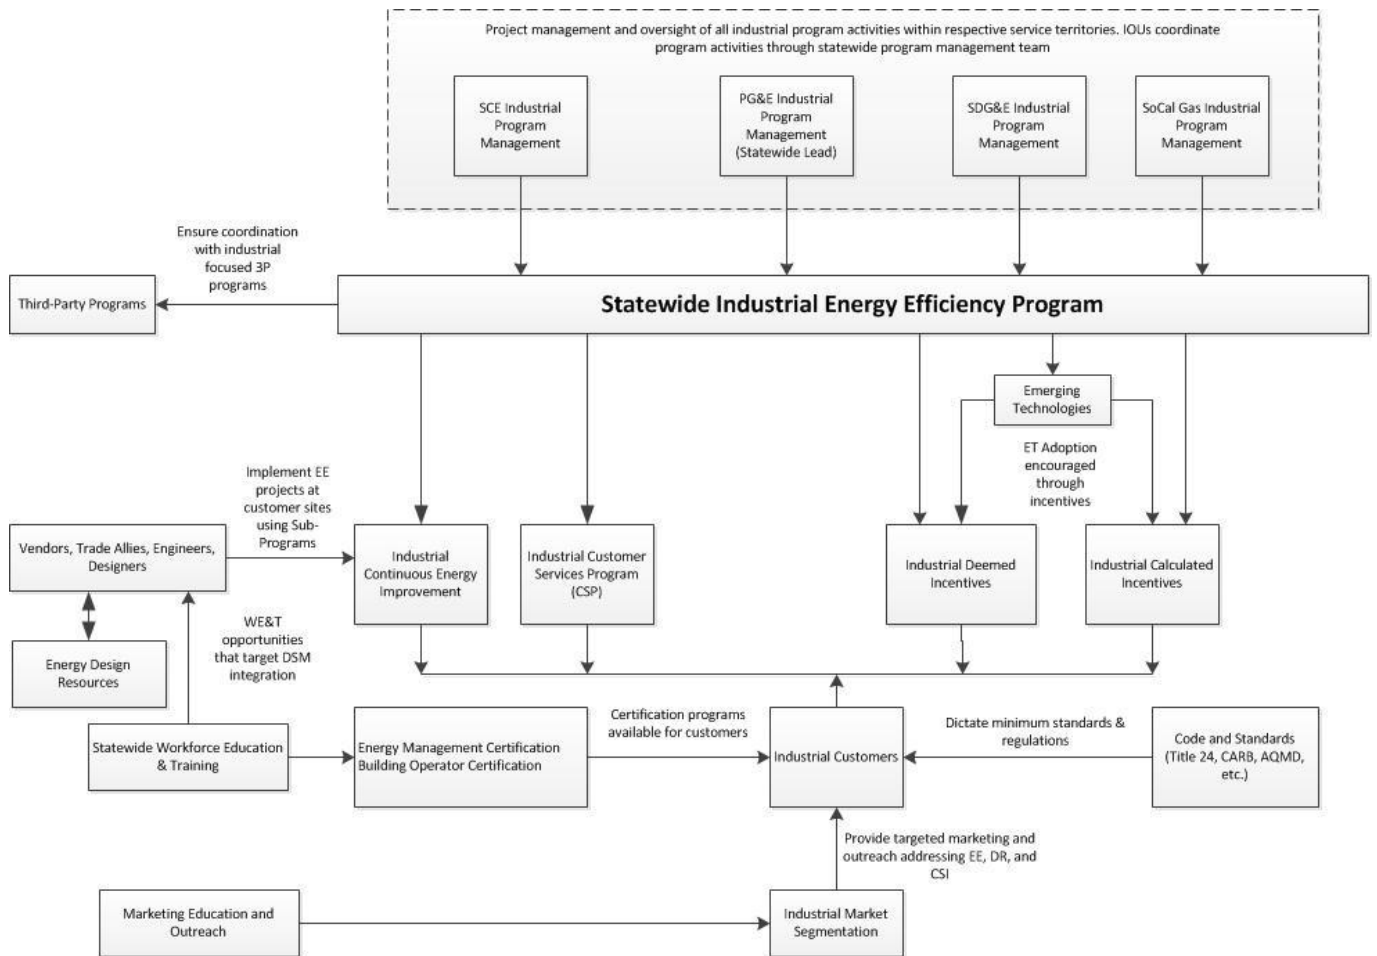 Project management and oversight of all industrial program activities within respective service territories. IOUs coordinate
program activities through statewide program management team
SCE Industrial
Program
Management
PG&E Industrial
Program
Management
(Statewide Lead)
SDG&E Industrial
Program
Management
SoCal Gas Industrial
Program
Management
Ensure coordination
with industrial
focused 3P
programs
Third-Party Programs
Statewide Industrial Energy Efficiency Program
Emerging
Technologies
ET Adoption
encouraged
through
incentives
Implement EE
projects at
customer sites
using Sub-
Programs
Vendors, Trade Allies, Engineers,
Designers
Industrial
Continuous Energy
Improvement
Industrial Customer
Services Program
(CSP)
Industrial Deemed
Incentives
Industrial Calculated
Incentives
WE&T
opportunities
that target DSM
integration
Energy Design
Resources
Statewide Workforce Education
& Training
Energy Management Certification
Building Operator Certification
Certification programs
available for customers
Industrial Customers
Dictate minimum standards &
regulations
Code and Standards
(Title 24, CARB, AQMD,
etc.)
Provide targeted marketing and
outreach addressing EE, DR, and
CSI
Marketing Education and
Outreach
Industrial Market
Segmentation